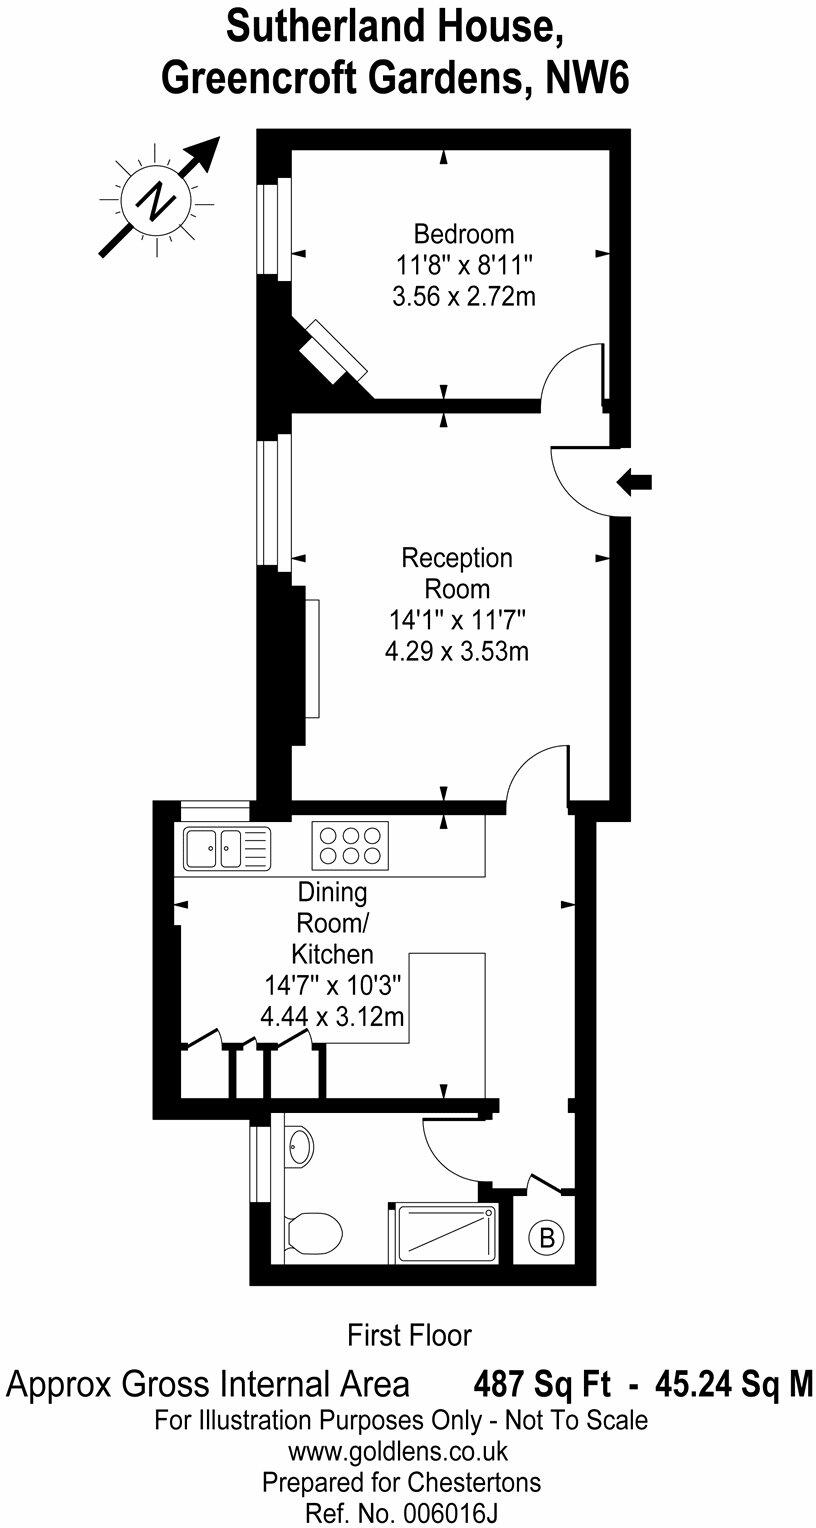 Sutherland House,
Greencroft Gardens, NW6
N
Bedroom
11'8" x 8'11"
3.56 x 2.72m
Reception
Room
14'1" x 11'7"
4.29 x 3.53m
Dining
Room/
Kitchen
14'7" x 10'3"
4.44 x 3.12m
B
First Floor
Approx Gross Internal Area 487 Sq Ft - 45.24 Sq M
For Illustration Purposes Only - Not To Scale
www.goldlens.co.uk
Prepared for Chestertons
Ref. No. 006016J